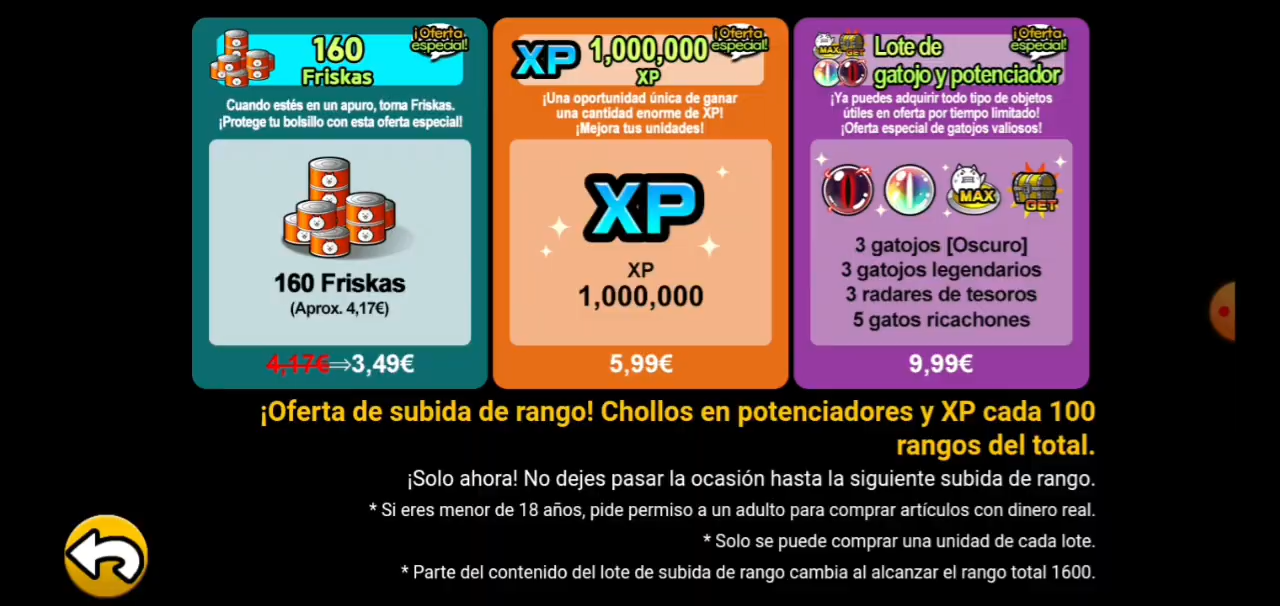 160
Friskas
¡Oferta
especial!
Cuando estés en un apuro, toma Friskas.
¡Protege tu bolsillo con esta oferta especial!
160 Friskas
(Aprox. 4,17€)
4,17€⇒3,49€
XP
1,000,000
XP
¡Oferta
especial!
¡Una oportunidad única de ganar
una cantidad enorme de XP!
¡Mejora tus unidades!
XP
XP
1,000,000
5,99€
MAX
GET
Lote de
gatojo y potenciador
¡Oferta
especial!
¡Ya puedes adquirir todo tipo de objetos
útiles en oferta por tiempo limitado!
¡Oferta especial de gatojos valiosos!
MAX
GET
3 gatojos [Oscuro]
3 gatojos legendarios
3 radares de tesoros
5 gatos ricachones
9,99€
¡Oferta de subida de rango! Chollos en potenciadores y XP cada 100
rangos del total.
¡Solo ahora! No dejes pasar la ocasión hasta la siguiente subida de rango.
* Si eres menor de 18 años, pide permiso a un adulto para comprar artículos con dinero real.
* Solo se puede comprar una unidad de cada lote.
* Parte del contenido del lote de subida de rango cambia al alcanzar el rango total 1600.